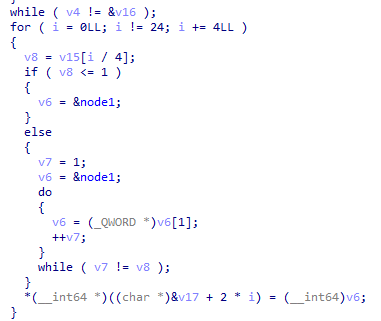 while ( v4 != &v16 );
for ( i = 0LL; i != 24; i += 4LL )
{
v8 = v15[i / 4];
if ( v8 <= 1 )
{
v6 = &node1;
}
else
{
v7 = 1;
v6 = &node1;
do
{
v6 = (_QWORD *)v6[1];
++v7;
}
while ( v7 != v8 );
}
*(__int64 *)((char *)&v17 + 2 * i) = (__int64)v6;
}